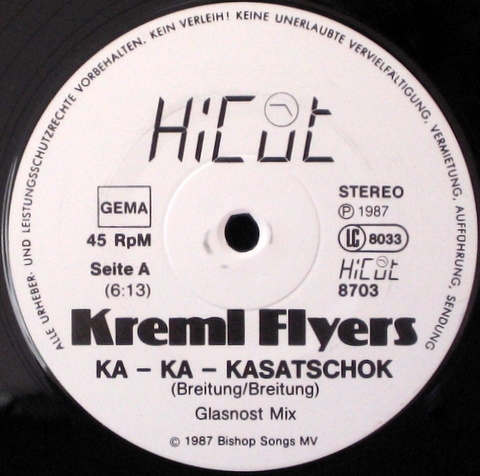 ALLE URHEBER- UND LEISTUNGSSCHUTZRECHTE VORBEHALTEN. KEIN VERLEIH! KEINE UNERLAUBTE VERVIELFÄLTIGUNG, VERMIETUNG, AUFFÜHRUNG, SENDUNG
HiCut
GEMA
45 RpM
Seite A
(6:13)
STEREO
Ⓟ 1987
LC 8033
HiCut
8703
Kreml Flyers
KA – KA – KASATSCHOK
(Breitung/Breitung)
Glasnost Mix
© 1987 Bishop Songs MV